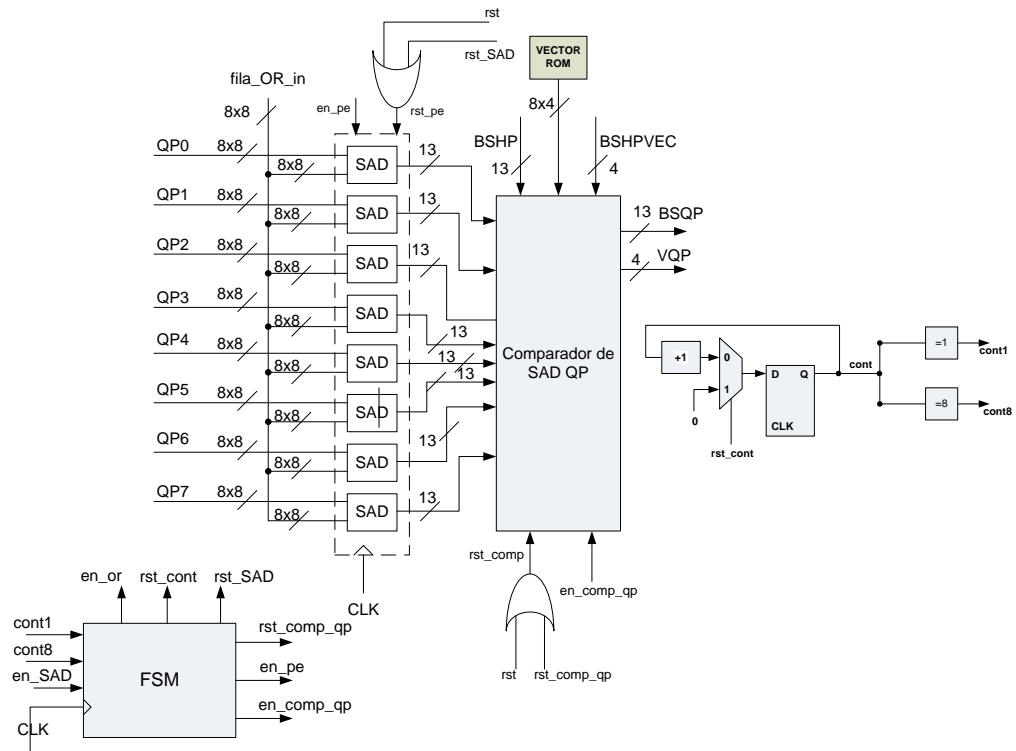 rst
rst_SAD
VECTOR
ROM
fila_OR_in
8x8
en_pe
rst_pe
8x4
BSHP
13
BSHPVEC
4
QP0
8x8
8x8
SAD
13
QP1
8x8
8x8
SAD
13
QP2
8x8
8x8
SAD
13
QP3
8x8
8x8
SAD
13
QP4
8x8
8x8
SAD
13
QP5
8x8
8x8
SAD
13
QP6
8x8
8x8
SAD
13
QP7
8x8
8x8
SAD
13
Comparador de
SAD QP
13
BSQP
4
VQP
+1
0
1
0
rst_cont
D
Q
CLK
cont
=1
cont1
=8
cont8
CLK
rst_comp
en_comp_qp
rst
rst_comp_qp
en_or
rst_cont
rst_SAD
cont1
cont8
en_SAD
CLK
FSM
rst_comp_qp
en_pe
en_comp_qp